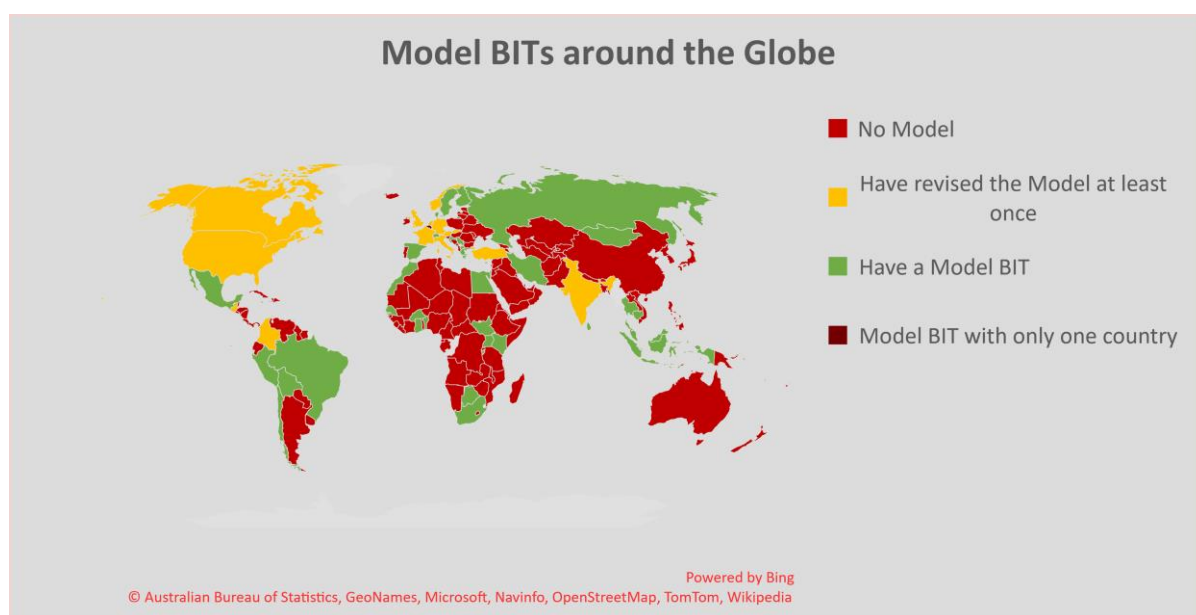 Model BITs around the Globe
No Model
Have revised the Model at least
once
Have a Model BIT
Model BIT with only one country
Powered by Bing
© Australian Bureau of Statistics, GeoNames, Microsoft, Navinfo, OpenStreetMap, TomTom, Wikipedia